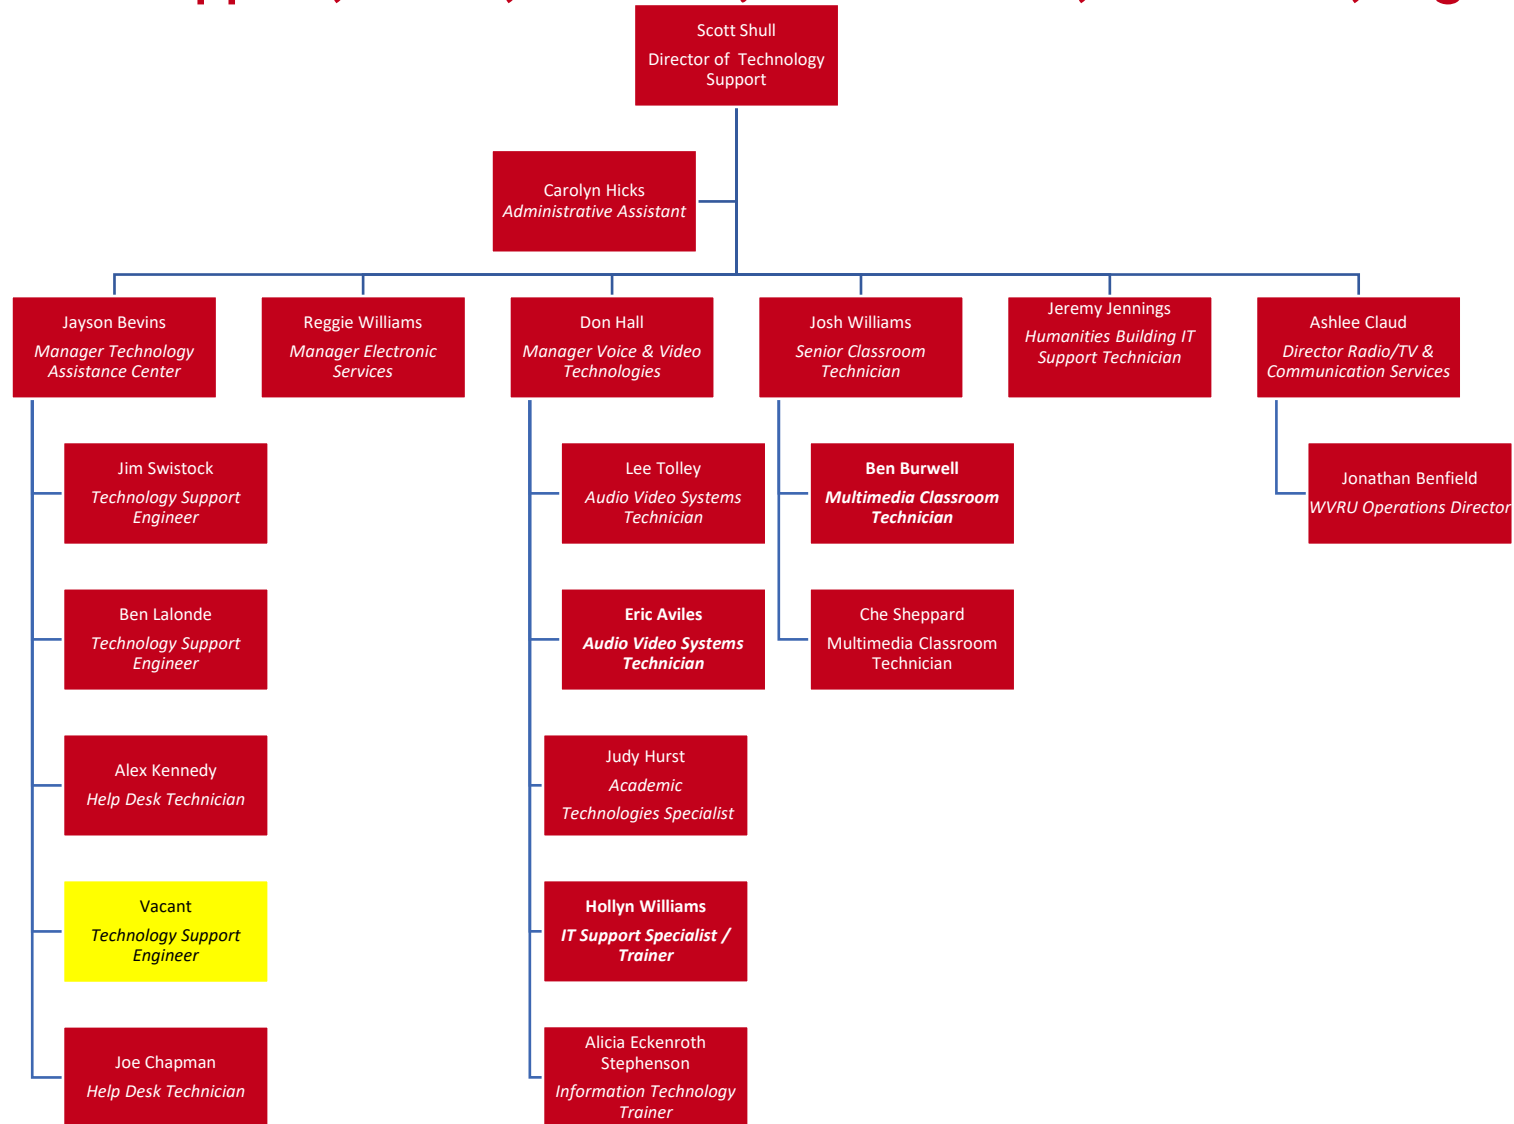 Scott Shull
Director of Technology
Support
Carolyn Hicks
Administrative Assistant
Jayson Bevins
Manager Technology
Assistance Center
Reggie Williams
Manager Electronic
Services
Don Hall
Manager Voice & Video
Technologies
Josh Williams
Senior Classroom
Technician
Jeremy Jennings
Humanities Building IT
Support Technician
Ashlee Claud
Director Radio/TV &
Communication Services
Jim Swistock
Technology Support
Engineer
Lee Tolley
Audio Video Systems
Technician
Ben Burwell
Multimedia Classroom
Technician
Jonathan Benfield
WVRU Operations Director
Ben Lalonde
Technology Support
Engineer
Eric Aviles
Audio Video Systems
Technician
Che Sheppard
Multimedia Classroom
Technician
Alex Kennedy
Help Desk Technician
Judy Hurst
Academic
Technologies Specialist
Vacant
Technology Support
Engineer
Hollyn Williams
IT Support Specialist /
Trainer
Joe Chapman
Help Desk Technician
Alicia Eckenroth
Stephenson
Information Technology
Trainer